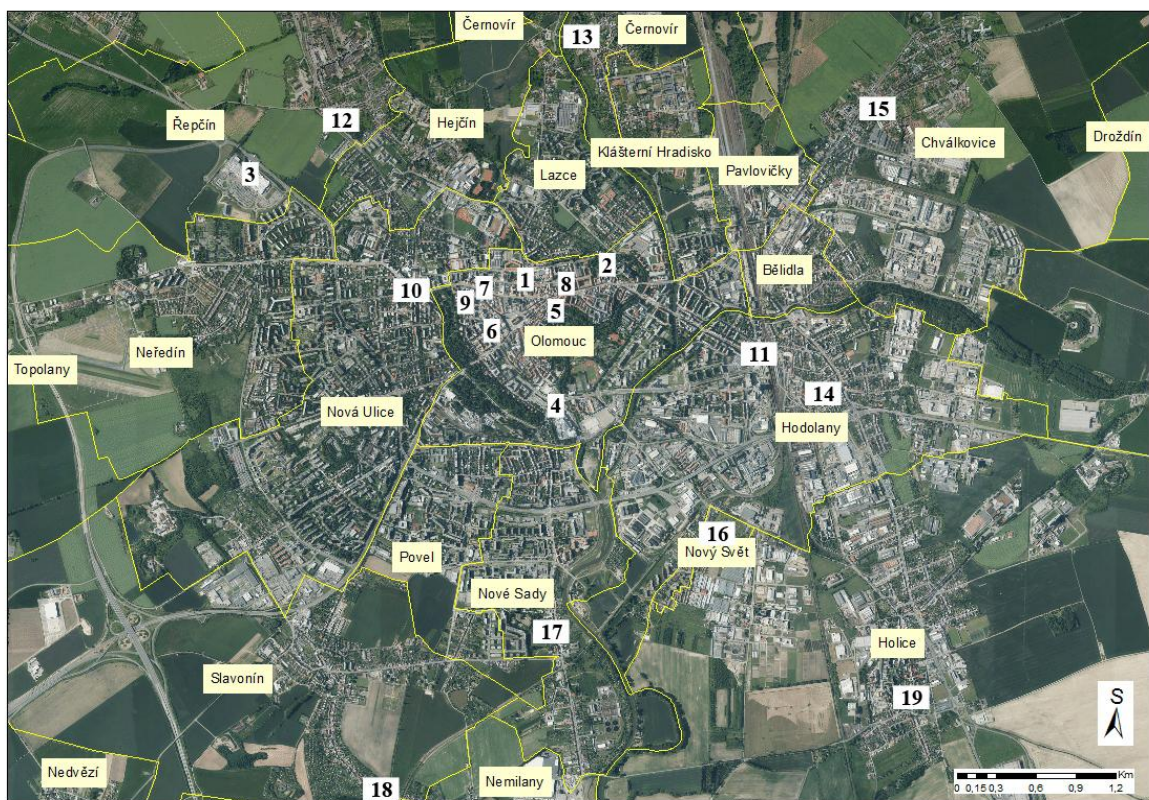 Černovír
13
Černovír
15
12
Řepčín
Hejčín
Chválkovice
Droždín
Klášterní Hradisko
3
Lazce
Pavlovičky
2
Bělidla
1
7
8
10
9
5
6
Olomouc
11
Neředín
Topolany
14
4
Nová Ulice
Hodolany
16
Povel
Nový Svět
Nové Sady
17
Holice
Slavonín
19
S
Nedvězí
Nemilany
18
Km
0 0,15 0,3 0,6 0,9 1,2